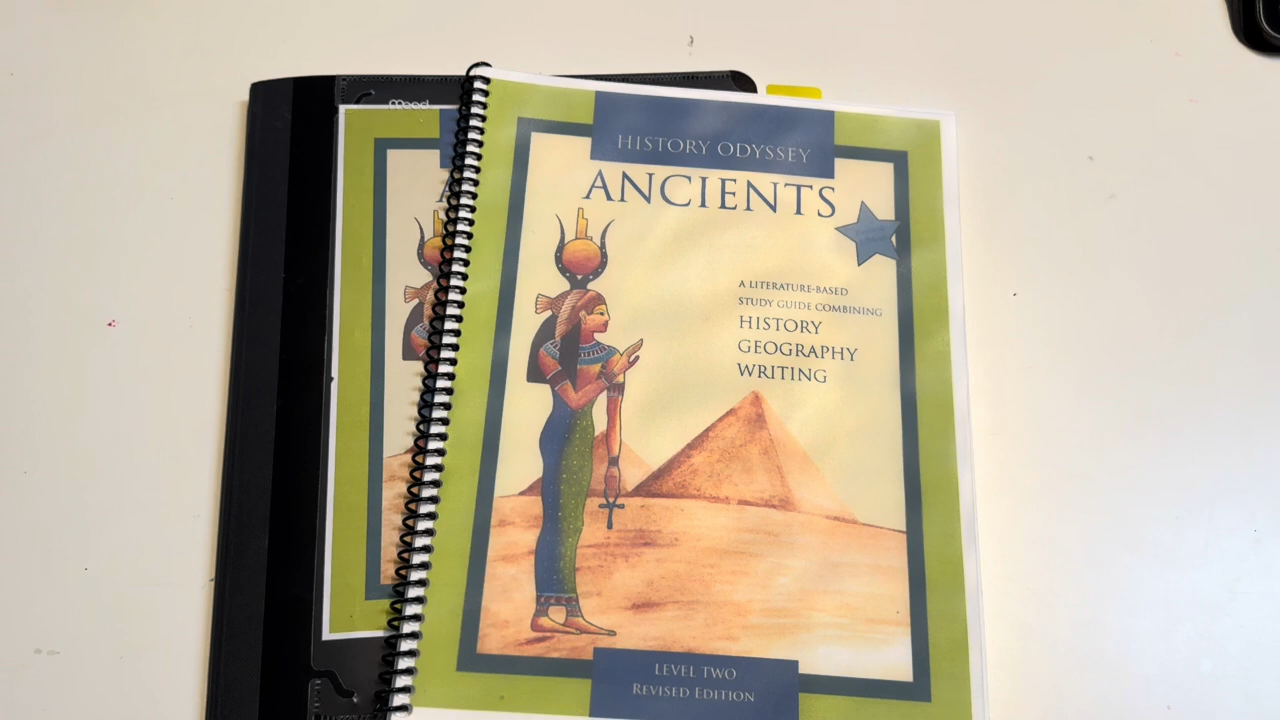 Mead
HISTORY ODYSSEY
ANCIENTS
A LITERATURE-BASED
STUDY GUIDE COMBINING
HISTORY
GEOGRAPHY
WRITING
LEVEL TWO
REVISED EDITION